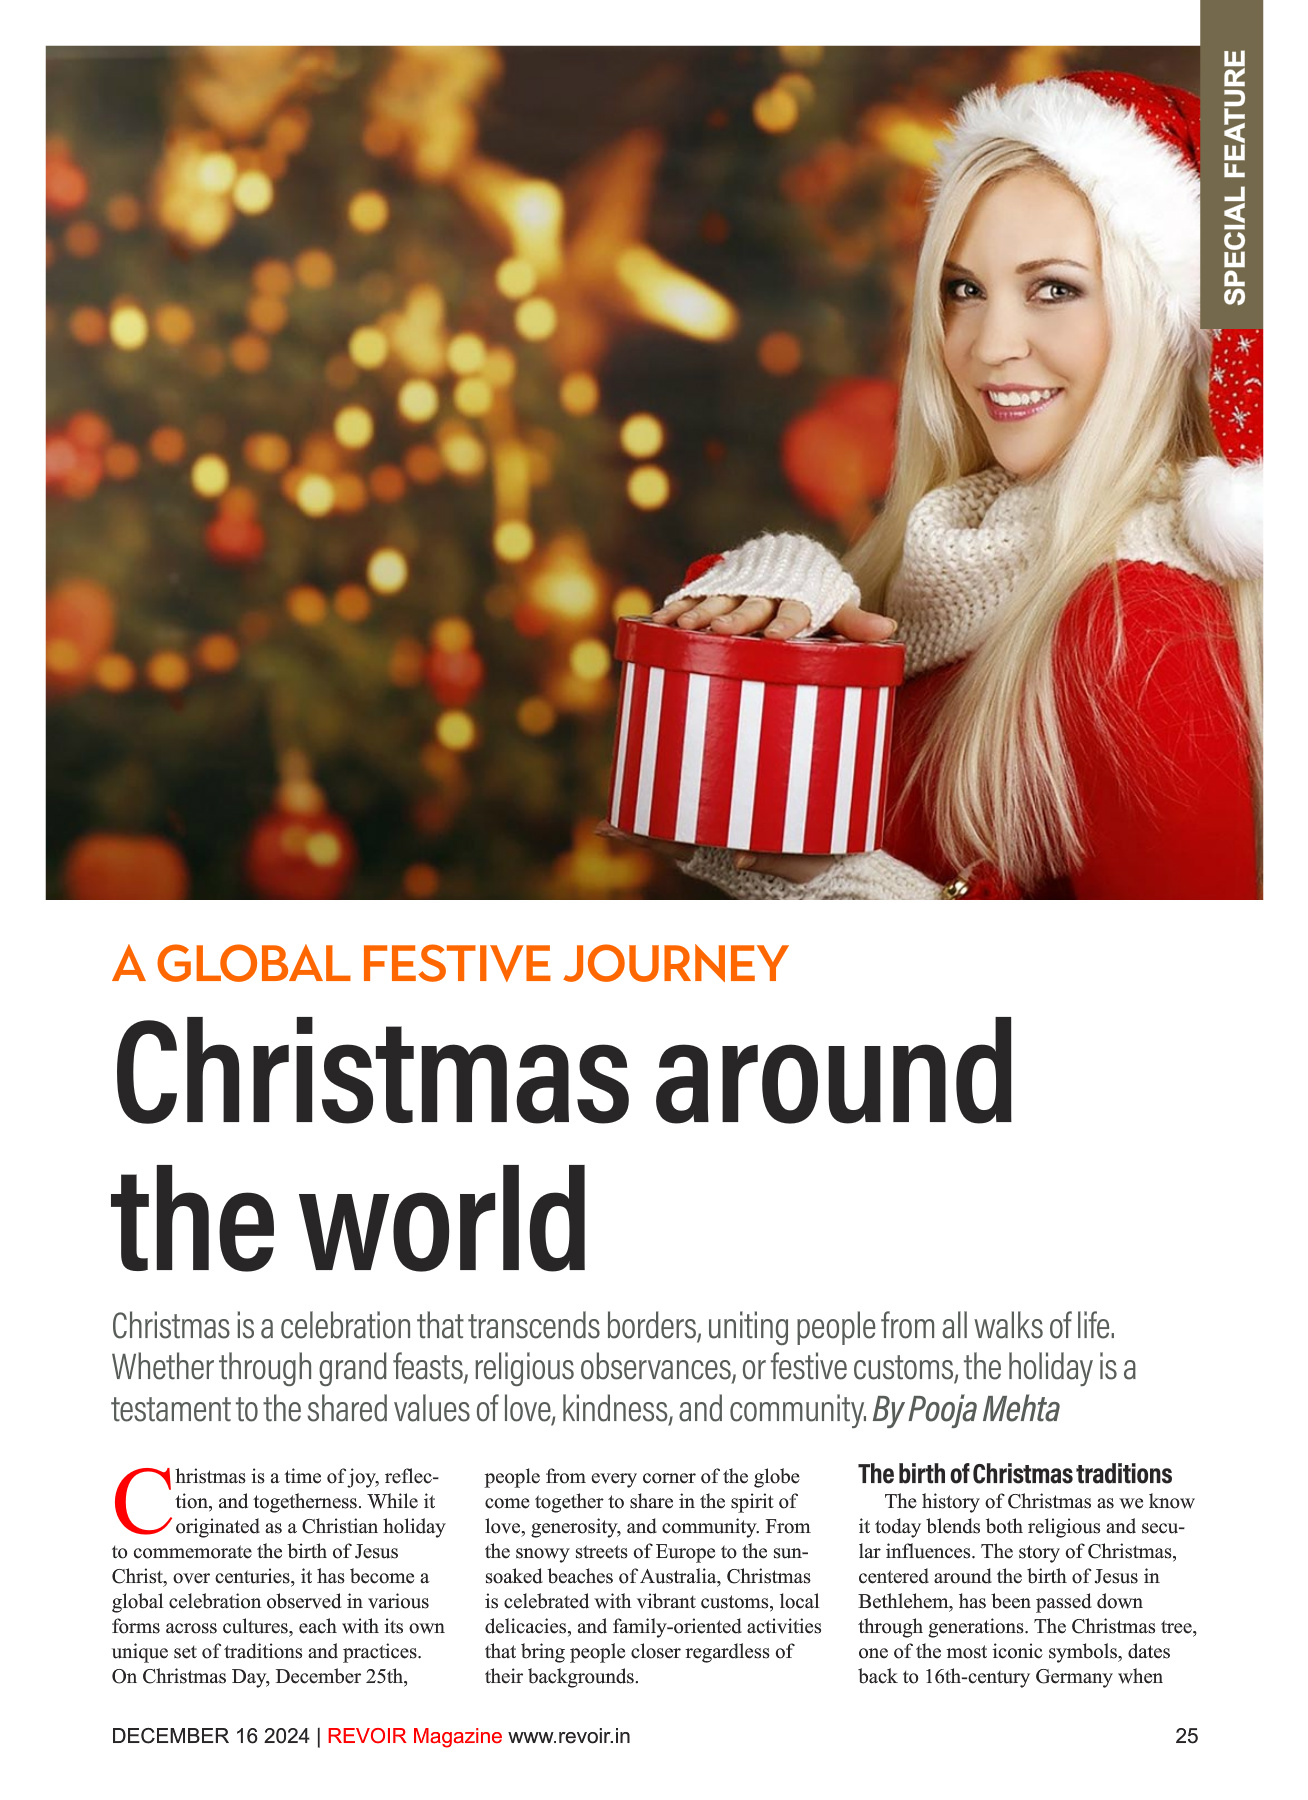 SPECIAL FEATURE
A GLOBAL FESTIVE JOURNEY
Christmas around
the world
Christmas is a celebration that transcends borders, uniting people from all walks of life.
Whether through grand feasts, religious observances, or festive customs, the holiday is a
testament to the shared values of love, kindness, and community. By Pooja Mehta
Christmas is a time of joy, reflec-
tion, and togetherness. While it
originated as a Christian holiday
to commemorate the birth of Jesus
Christ, over centuries, it has become a
global celebration observed in various
forms across cultures, each with its own
unique set of traditions and practices.
On Christmas Day, December 25th,
people from every corner of the globe
come together to share in the spirit of
love, generosity, and community. From
the snowy streets of Europe to the sun-
soaked beaches of Australia, Christmas
is celebrated with vibrant customs, local
delicacies, and family-oriented activities
that bring people closer regardless of
their backgrounds.
The birth of Christmas traditions
The history of Christmas as we know
it today blends both religious and secu-
lar influences. The story of Christmas,
centered around the birth of Jesus in
Bethlehem, has been passed down
through generations. The Christmas tree,
one of the most iconic symbols, dates
back to 16th-century Germany when
DECEMBER 16 2024 | REVOIR Magazine www.revoir.in
25